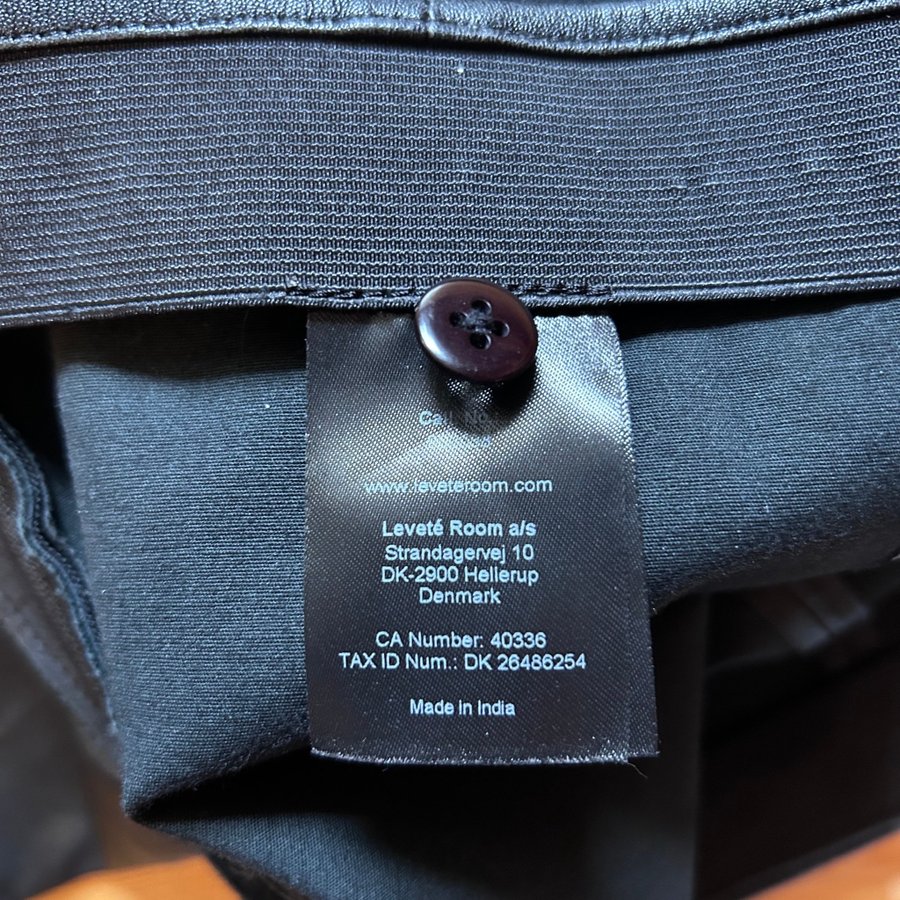 www.leveteroom.com
Leveté Room a/s
Strandagervej 10
DK-2900 Hellerup
Denmark
CA Number: 40336
TAX ID Num.: DK 26486254
Made in India